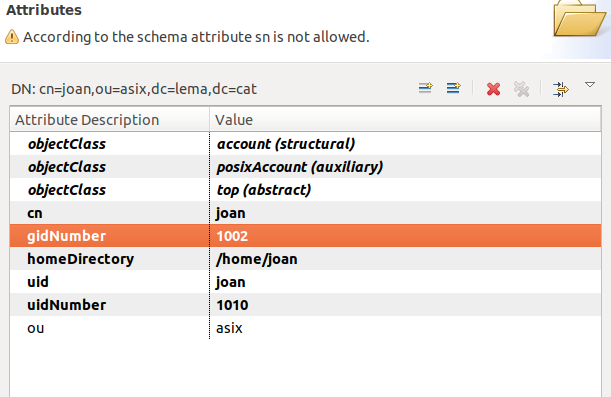 Attributes
According to the schema attribute sn is not allowed.
DN: cn=joan,ou=asix,dc=lema,dc=cat
Attribute Description Value
objectClass account (structural)
objectClass posixAccount (auxiliary)
objectClass top (abstract)
cn joan
gidNumber 1002
homeDirectory /home/joan
uid joan
uidNumber 1010
ou asix